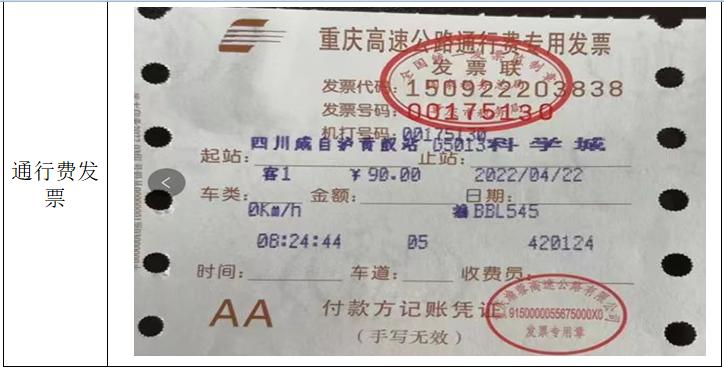 通行费发
票
重庆高速公路通行费专用发票
发票联
发票代码: 150922203838
发票号码: 00175130
机打号码: 00175130
起站: 四川威自泸黄舣站 止站: G5013科学城
客1 ¥90.00 2022/04/22
车类: 金额: 日期:
0Km/h BBL545
08:24:44 05 420124
时间: 车道: 收费员:
AA 付款方记账凭证
(手写无效)
9150000055675000X0
发票专用章